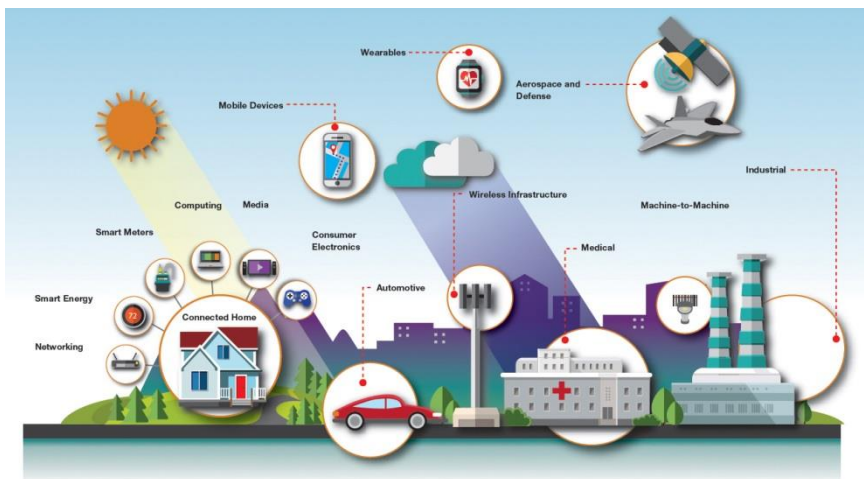 Wearables
Aerospace and
Defense
Mobile Devices
Industrial
Wireless Infrastructure
Computing
Media
Machine-to-Machine
Smart Meters
Consumer
Electronics
Medical
Automotive
Smart Energy
72
Connected Home
Networking